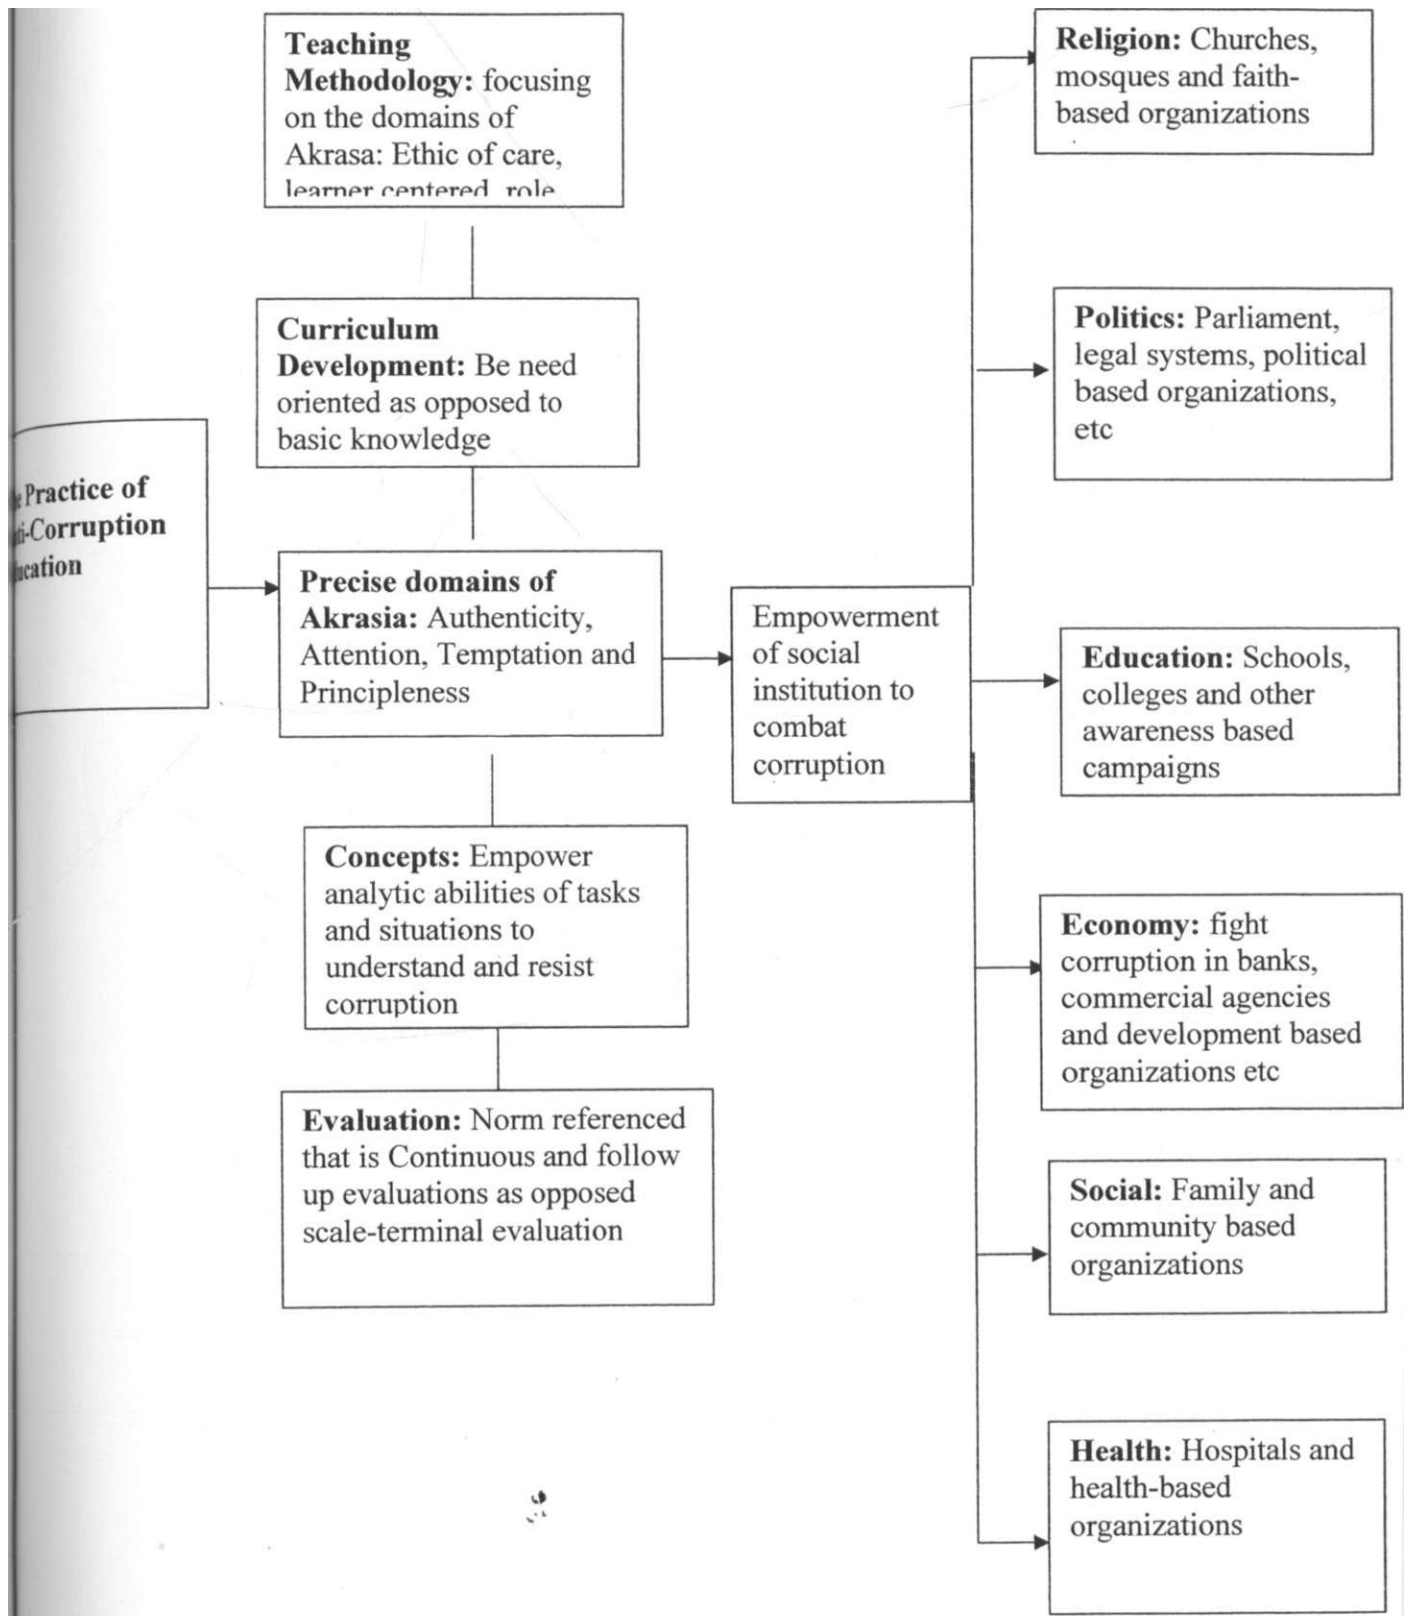 e Practice of
ti-Corruption
ucation
Teaching
Methodology: focusing
on the domains of
Akrasa: Ethic of care,
learner centered role
Curriculum
Development: Be need
oriented as opposed to
basic knowledge
Precise domains of
Akrasia: Authenticity,
Attention, Temptation and
Principleness
Concepts: Empower
analytic abilities of tasks
and situations to
understand and resist
corruption
Evaluation: Norm referenced
that is Continuous and follow
up evaluations as opposed
scale-terminal evaluation
Empowerment
of social
institution to
combat
corruption
Religion: Churches,
mosques and faith-
based organizations
Politics: Parliament,
legal systems, political
based organizations,
etc
Education: Schools,
colleges and other
awareness based
campaigns
Economy: fight
corruption in banks,
commercial agencies
and development based
organizations etc
Social: Family and
community based
organizations
Health: Hospitals and
health-based
organizations